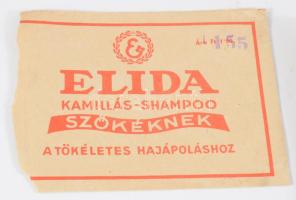 ELIDA
KAMILLÁS-SHAMPOO
SZŐKÉKNEK
A TÖKÉLETES HAJÁPOLÁSHOZ